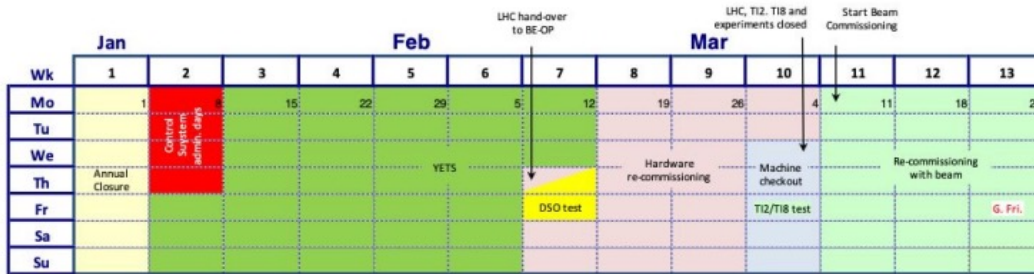 LHC hand-over
to BE-OP
LHC, TI2. TI8 and
experiments closed
Start Beam
Commissioning
Jan Feb Mar
Wk 1 2 3 4 5 6 7 8 9 10 11 12 13
Mo 1 8 15 22 29 5 12 19 26 4 11 18
Tu
We
Th
Fr
Sa
Su
Annual
Closure
Control
Suystem
admin. days
YETS
DSO test
Hardware
re-commissioning
Machine
checkout
TI2/TI8 test
Re-commissioning
with beam
G. Fri.